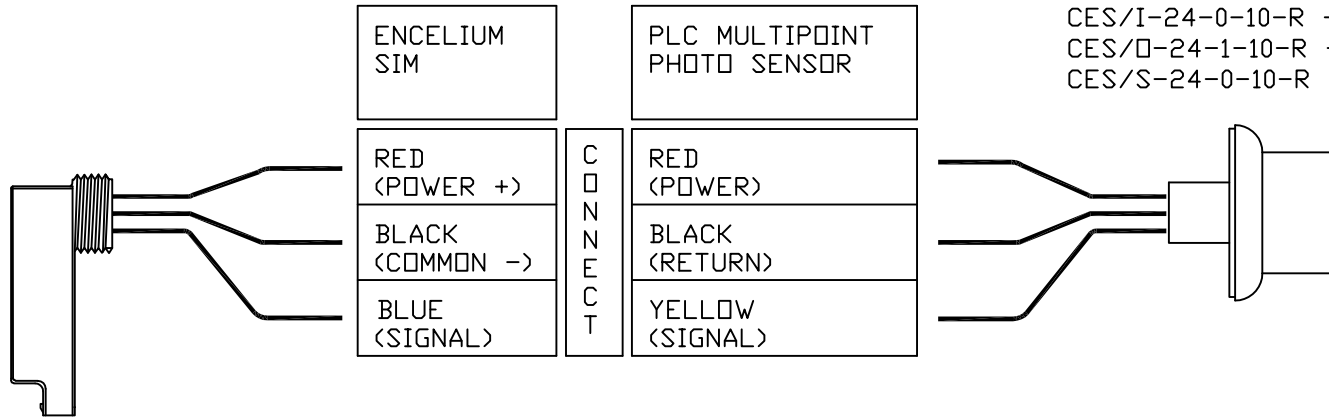 ENCELIUM
SIM
PLC MULTIPOINT
PHOTO SENSOR
CES/I-24-0-10-R -
CES/O-24-1-10-R -
CES/S-24-0-10-R
RED
(POWER +)
BLACK
(COMMON -)
BLUE
(SIGNAL)
CONNECT
RED
(POWER)
BLACK
(RETURN)
YELLOW
(SIGNAL)